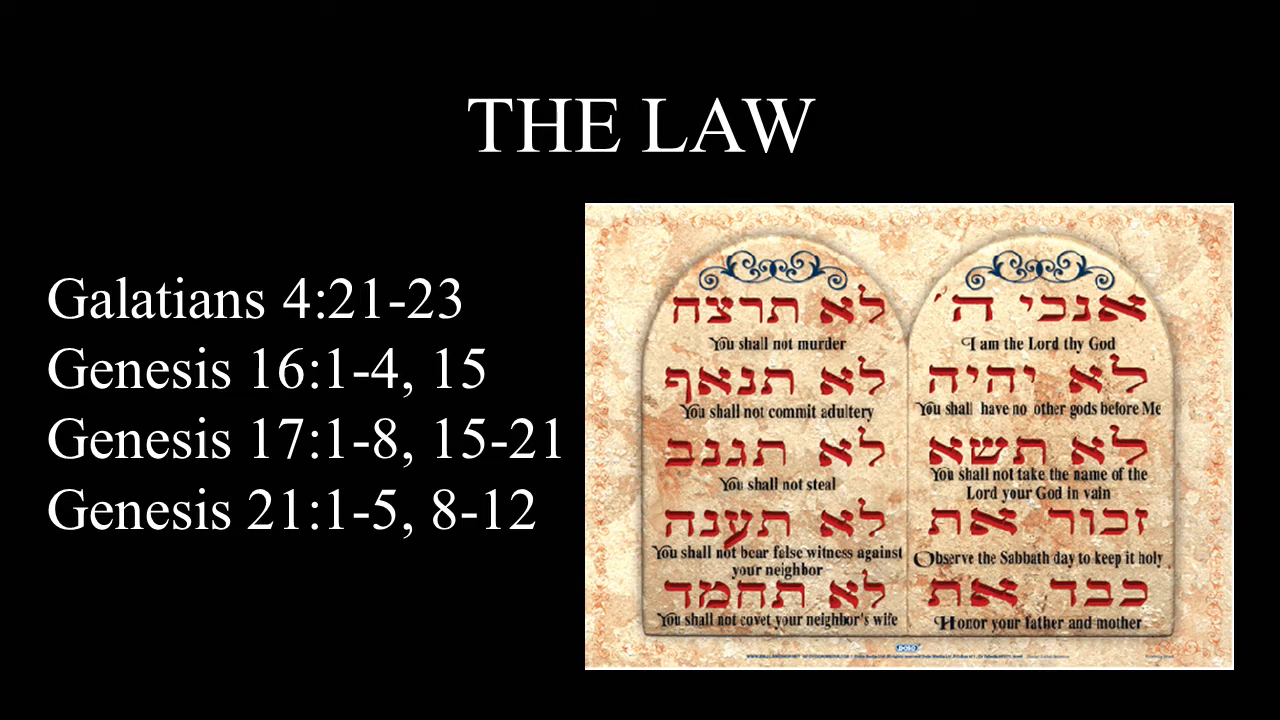 THE LAW
Galatians 4:21-23
Genesis 16:1-4, 15
Genesis 17:1-8, 15-21
Genesis 21:1-5, 8-12
אנכי ה׳
I am the Lord thy God
לא יהיה
You shall have no other gods before Me
לא תשא
You shall not take the name of the
Lord your God in vain
זכור את
Observe the Sabbath day to keep it holy
כבד את
Honor your father and mother
לא תרצח
You shall not murder
לא תנאף
You shall not commit adultery
לא תגנב
You shall not steal
לא תענה
You shall not bear false witness against
your neighbor
לא תחמד
You shall not covet your neighbor's wife